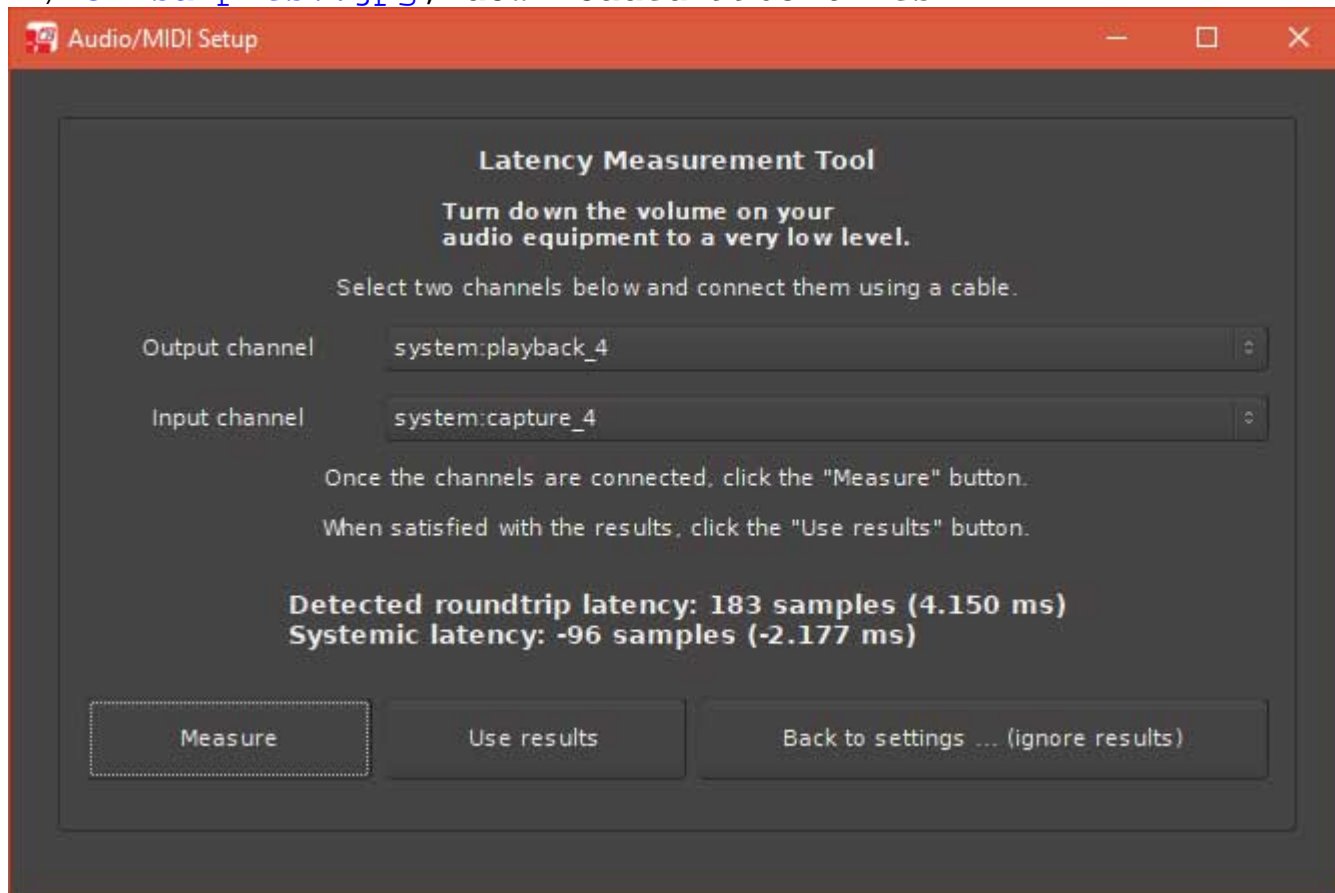 Audio/MIDI Setup
Latency Measurement Tool
Turn down the volume on your
audio equipment to a very low level.
Select two channels below and connect them using a cable.
Output channel system:playback_4
Input channel system:capture_4
Once the channels are connected, click the "Measure" button.
When satisfied with the results, click the "Use results" button.
Detected roundtrip latency: 183 samples (4.150 ms)
Systemic latency: -96 samples (-2.177 ms)
Measure Use results Back to settings ... (ignore results)